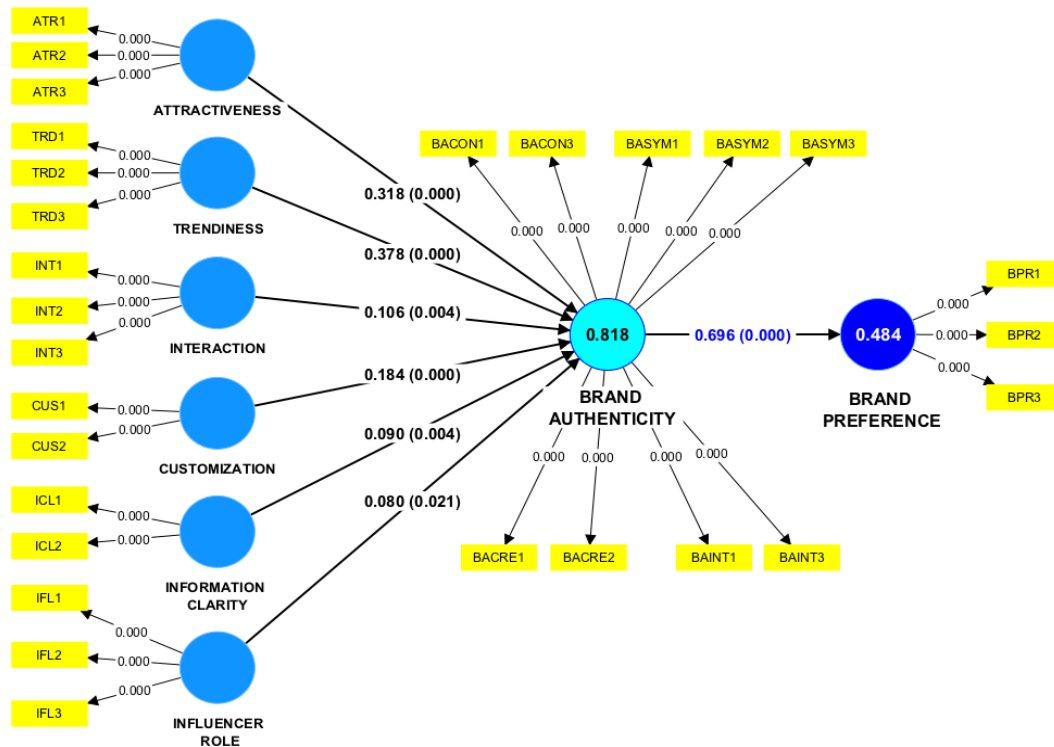 ATR1
0.000
ATR2
0.000
0.000
ATR3
ATTRACTIVENESS
TRD1
0.000
TRD2
0.000
0.000
TRD3
TRENDINESS
INT1
0.000
INT2
0.000
0.000
INT3
INTERACTION
CUS1
0.000
0.000
CUS2
CUSTOMIZATION
ICL1
0.000
0.000
ICL2
INFORMATION
CLARITY
IFL1
0.000
IFL2
0.000
0.000
IFL3
INFLUENCER
ROLE
0.318 (0.000)
0.378 (0.000)
0.106 (0.004)
0.184 (0.000)
0.090 (0.004)
0.080 (0.021)
BACON1
BACON3
BASYM1
BASYM2
BASYM3
0.000
0.000
0.000
0.000
0.000
0.818
BRAND
AUTHENTICITY
0.000
0.000
0.000
0.000
BACRE1
BACRE2
BAINT1
BAINT3
0.696 (0.000)
0.484
BRAND
PREFERENCE
0.000
0.000
0.000
BPR1
BPR2
BPR3